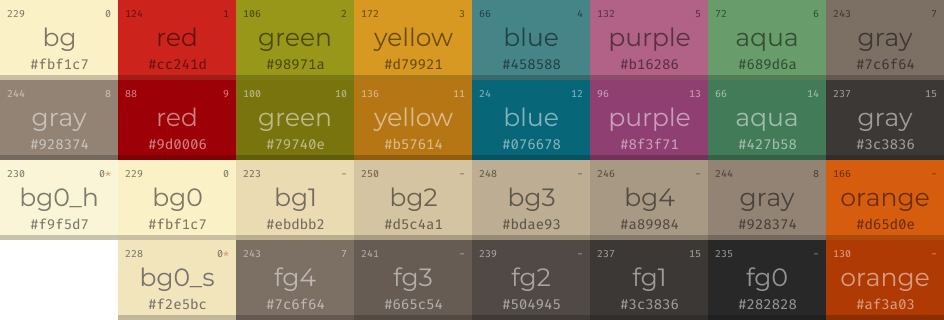 229 0 124 1 106 2 172 3 66 4 132 5 72 6 243 7
bg red green yellow blue purple aqua gray
#fbf1c7 #cc241d #98971a #d79921 #458588 #b16286 #689d6a #7c6f64
244 8 88 9 100 10 136 11 24 12 96 13 66 14 237 15
gray red green yellow blue purple aqua gray
#928374 #9d0006 #79740e #b57614 #076678 #8f3f71 #427b58 #3c3836
230 0* 229 0 223 - 250 - 248 - 246 - 244 8 166 -
bg0_h bg0 bg1 bg2 bg3 bg4 gray orange
#f9f5d7 #fbf1c7 #ebdbb2 #d5c4a1 #bdae93 #a89984 #928374 #d65d0e
228 0* 243 7 241 - 239 - 237 15 235 - 130 -
bg0_s fg4 fg3 fg2 fg1 fg0 orange
#f2e5bc #7c6f64 #665c54 #504945 #3c3836 #282828 #af3a03